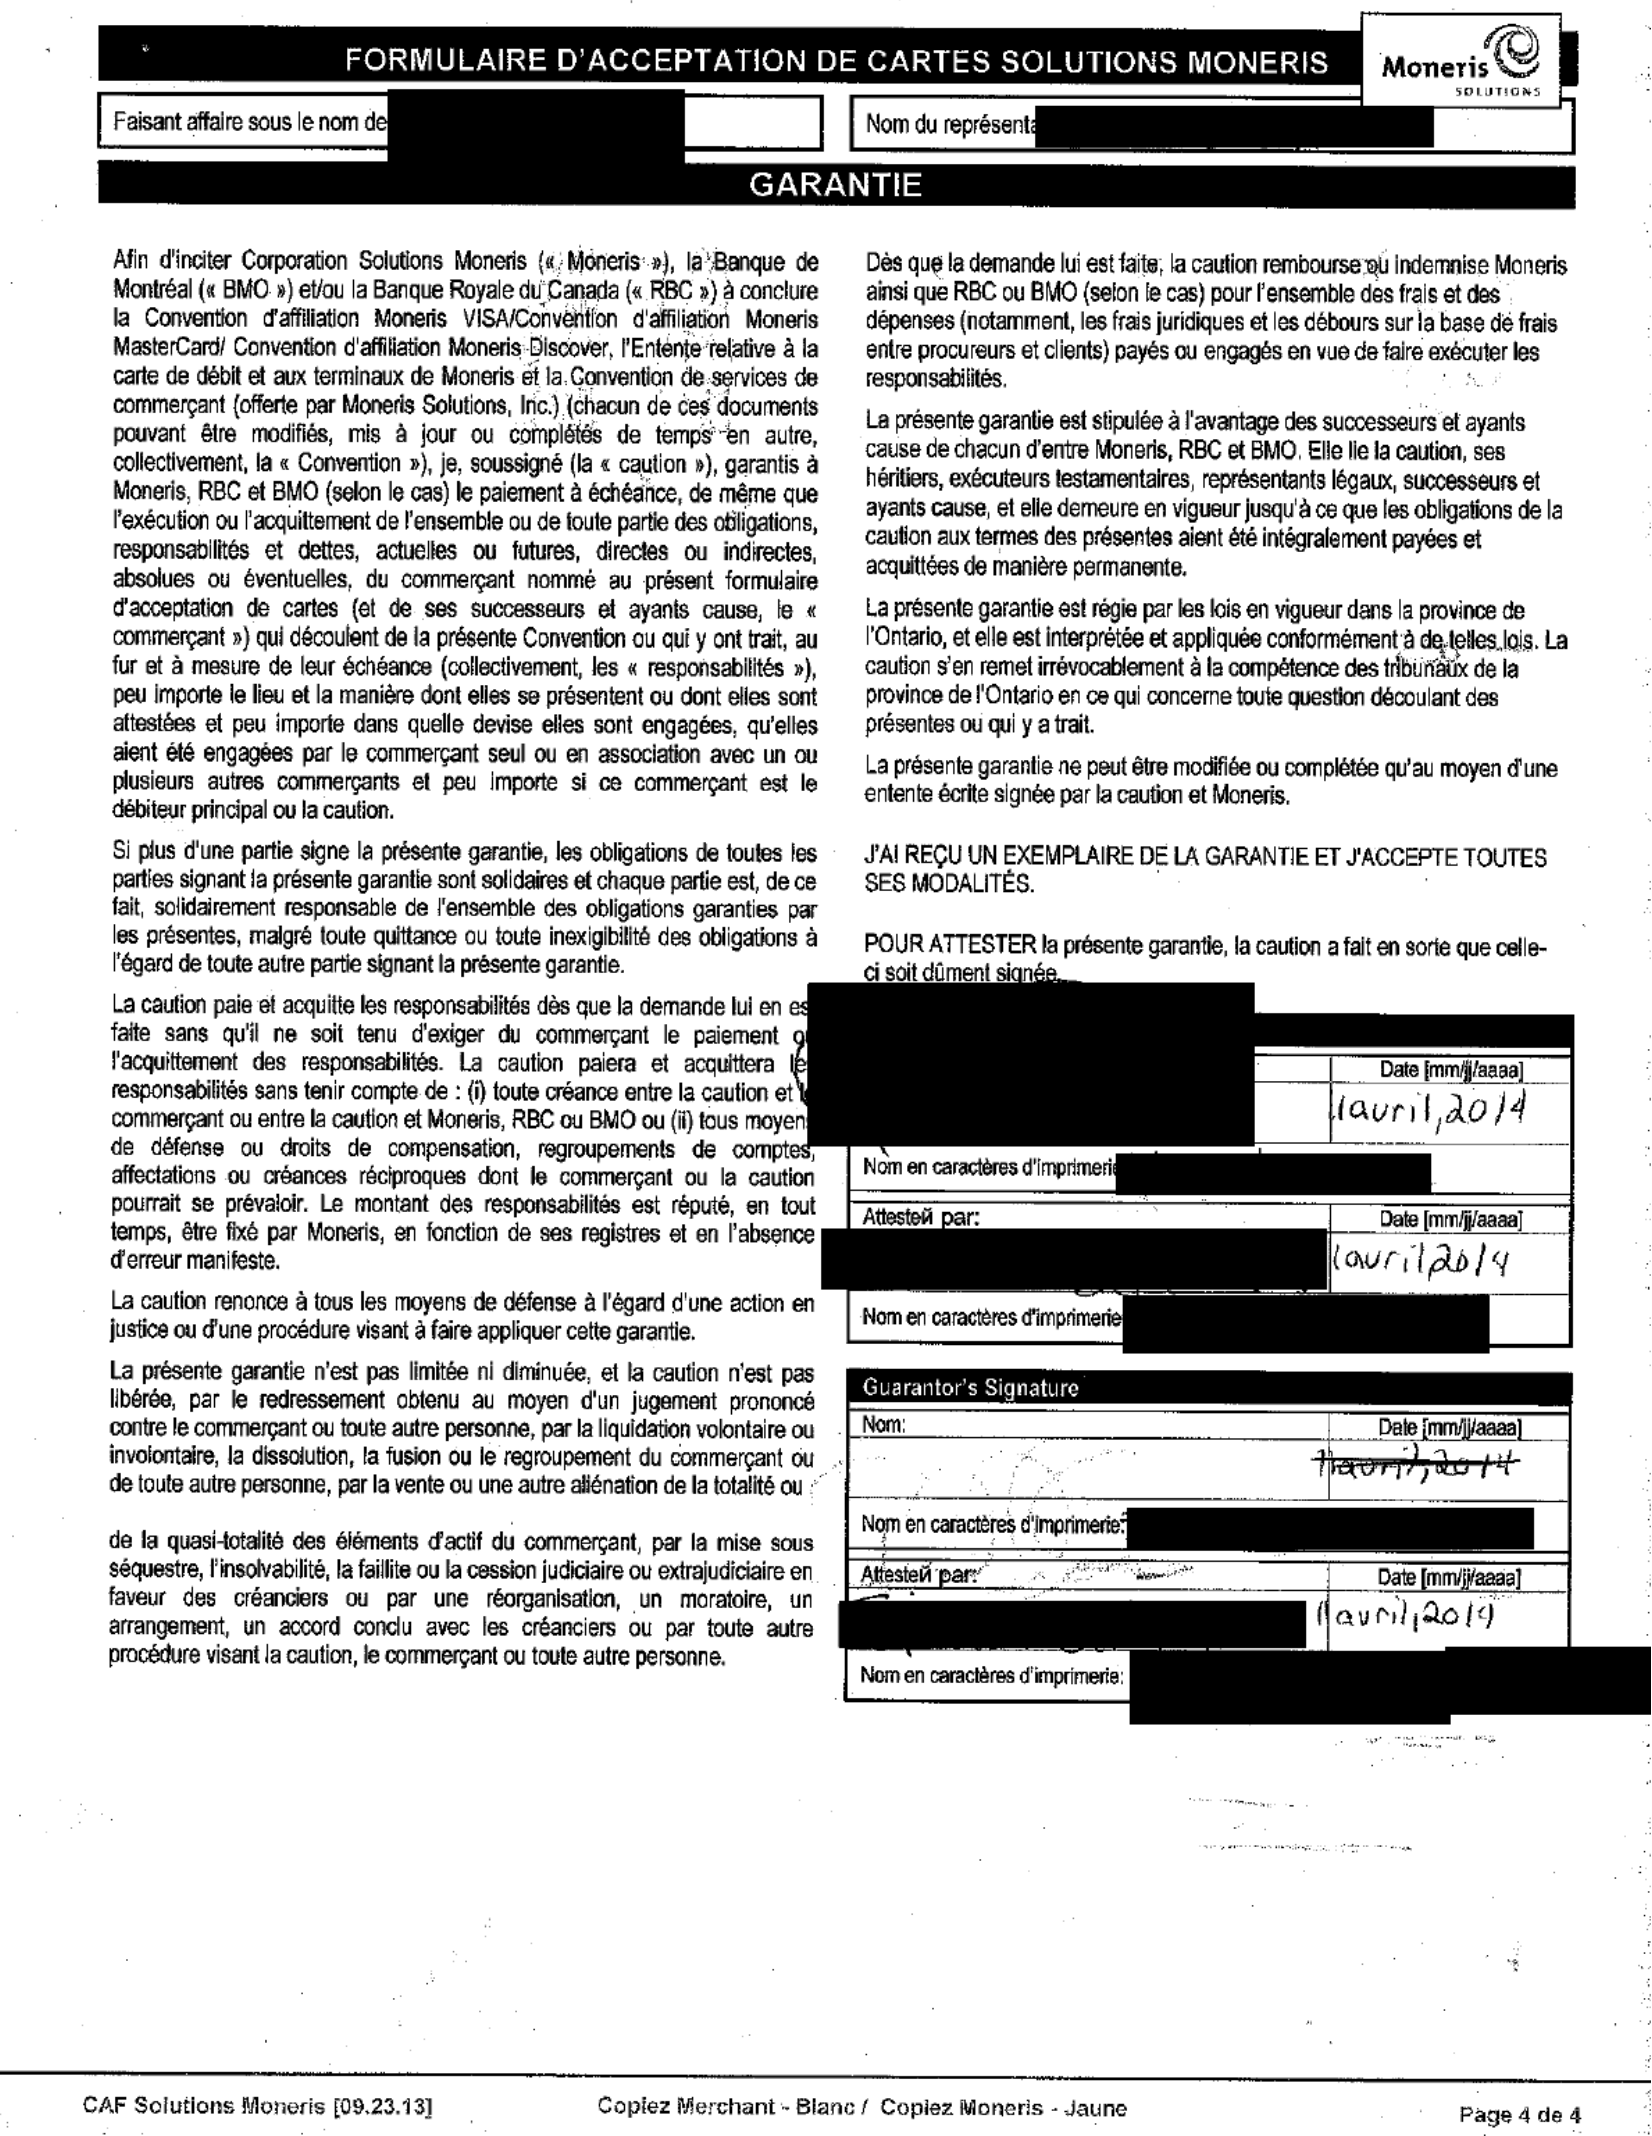 FORMULAIRE D'ACCEPTATION DE CARTES SOLUTIONS MONERIS
Moneris
SOLUTIONS
Faisant affaire sous le nom de
Nom du représenta
GARANTIE
Afin d'inciter Corporation Solutions Moneris (« Moneris »), la Banque de
Montréal (« BMO ») et/ou la Banque Royale du Canada (« RBC ») à conclure
la Convention d'affiliation Moneris VISA/Convention d'affiliation Moneris
MasterCard/ Convention d'affiliation Moneris Discover, l'Entente relative à la
carte de débit et aux terminaux de Moneris et la Convention de services de
commerçant (offerte par Moneris Solutions, Inc.) (chacun de ces documents
pouvant être modifiés, mis à jour ou complétés de temps en autre,
collectivement, la « Convention »), je, soussigné (la « caution »), garantis à
Moneris, RBC et BMO (selon le cas) le paiement à échéance, de même que
l'exécution ou l'acquittement de l'ensemble ou de toute partie des obligations,
responsabilités et dettes, actuelles ou futures, directes ou indirectes,
absolues ou éventuelles, du commerçant nommé au présent formulaire
d'acceptation de cartes (et de ses successeurs et ayants cause, le «
commerçant ») qui découlent de la présente Convention ou qui y ont trait, au
fur et à mesure de leur échéance (collectivement, les « responsabilités »),
peu importe le lieu et la manière dont elles se présentent ou dont elles sont
attestées et peu importe dans quelle devise elles sont engagées, qu'elles
aient été engagées par le commerçant seul ou en association avec un ou
plusieurs autres commerçants et peu importe si ce commerçant est le
débiteur principal ou la caution.
Si plus d'une partie signe la présente garantie, les obligations de toutes les
parties signant la présente garantie sont solidaires et chaque partie est, de ce
fait, solidairement responsable de l'ensemble des obligations garanties par
les présentes, malgré toute quittance ou toute inexigibilité des obligations à
l'égard de toute autre partie signant la présente garantie.
La caution paie et acquitte les responsabilités dès que la demande lui en es
faite sans qu'il ne soit tenu d'exiger du commerçant le paiement o
l'acquittement des responsabilités. La caution paiera et acquittera le
responsabilités sans tenir compte de : (i) toute créance entre la caution et l
commerçant ou entre la caution et Moneris, RBC ou BMO ou (ii) tous moyen
de défense ou droits de compensation, regroupements de comptes,
affectations ou créances réciproques dont le commerçant ou la caution
pourrait se prévaloir. Le montant des responsabilités est réputé, en tout
temps, être fixé par Moneris, en fonction de ses registres et en l'absence
d'erreur manifeste.
La caution renonce à tous les moyens de défense à l'égard d'une action en
justice ou d'une procédure visant à faire appliquer cette garantie.
La présente garantie n'est pas limitée ni diminuée, et la caution n'est pas
libérée, par le redressement obtenu au moyen d'un jugement prononcé
contre le commerçant ou toute autre personne, par la liquidation volontaire ou
involontaire, la dissolution, la fusion ou le regroupement du commerçant ou
de toute autre personne, par la vente ou une autre aliénation de la totalité ou
de la quasi-totalité des éléments d'actif du commerçant, par la mise sous
séquestre, l'insolvabilité, la faillite ou la cession judiciaire ou extrajudiciaire en
faveur des créanciers ou par une réorganisation, un moratoire, un
arrangement, un accord conclu avec les créanciers ou par toute autre
procédure visant la caution, le commerçant ou toute autre personne.
Dès que la demande lui est faite, la caution rembourse ou indemnise Moneris
ainsi que RBC ou BMO (selon le cas) pour l'ensemble des frais et des
dépenses (notamment, les frais juridiques et les débours sur la base de frais
entre procureurs et clients) payés ou engagés en vue de faire exécuter les
responsabilités.
La présente garantie est stipulée à l'avantage des successeurs et ayants
cause de chacun d'entre Moneris, RBC et BMO. Elle lie la caution, ses
héritiers, exécuteurs testamentaires, représentants légaux, successeurs et
ayants cause, et elle demeure en vigueur jusqu'à ce que les obligations de la
caution aux termes des présentes aient été intégralement payées et
acquittées de manière permanente.
La présente garantie est régie par les lois en vigueur dans la province de
l'Ontario, et elle est interprétée et appliquée conformément à de telles lois. La
caution s'en remet irrévocablement à la compétence des tribunaux de la
province de l'Ontario en ce qui concerne toute question découlant des
présentes ou qui y a trait.
La présente garantie ne peut être modifiée ou complétée qu'au moyen d'une
entente écrite signée par la caution et Moneris.
J'AI REÇU UN EXEMPLAIRE DE LA GARANTIE ET J'ACCEPTE TOUTES
SES MODALITÉS.
POUR ATTESTER la présente garantie, la caution a fait en sorte que celle-
ci soit dûment signée.
Date [mm/jj/aaaa]
11avril,2014
Nom en caractères d'imprimerie
Attesteй par: Date [mm/jj/aaaa]
11avril2014
Nom en caractères d'imprimerie
Guarantor's Signature
Nom: Date [mm/jj/aaaa]
11avril,2014
Nom en caractères d'imprimerie:
Attesteй par: Date [mm/jj/aaaa]
11avril,2014
Nom en caractères d'imprimerie:
CAF Solutions Moneris [09.23.13] Copiez Merchant - Blanc / Copiez Moneris - Jaune Page 4 de 4